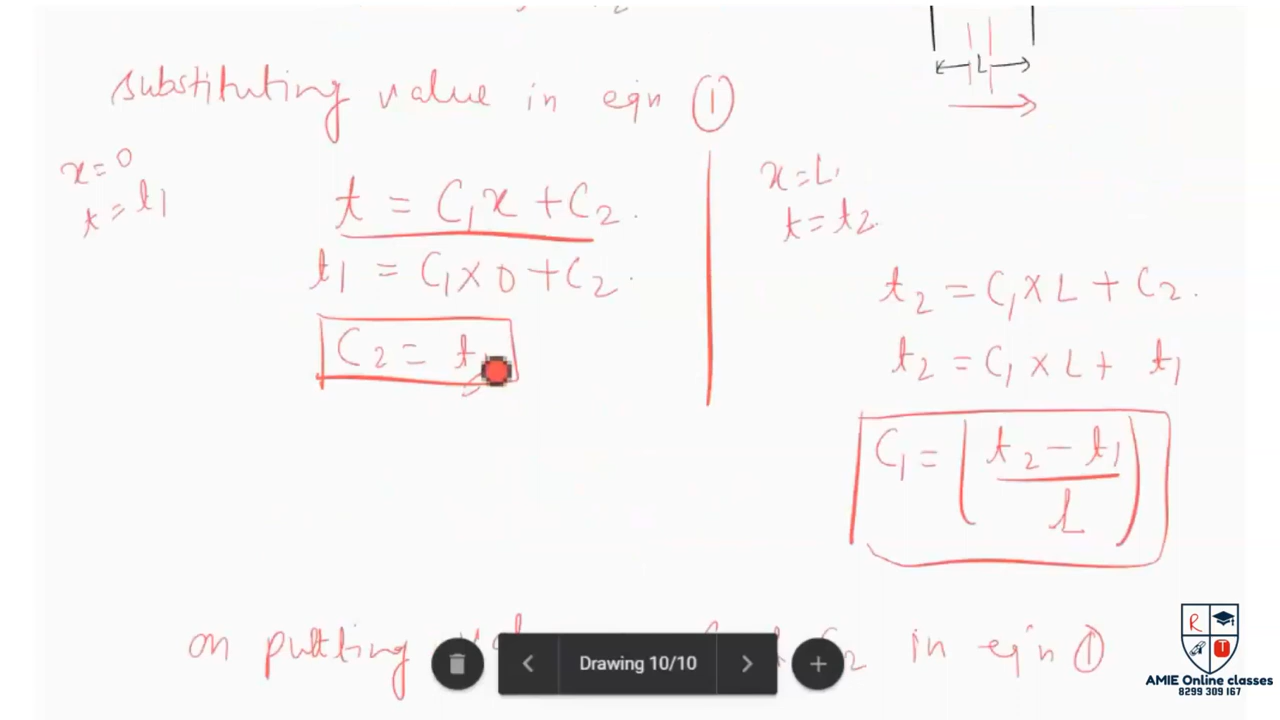 L
substituting value in eqn ①
x = 0
t = t1
t = C1x + C2.
t1 = C1 x 0 + C2.
C2 = t
x = L
t = t2
t2 = C1 x L + C2.
t2 = C1 x L + t1
C1 = (t2 - t1 / L)
on putting in eqn ①
Drawing 10/10
R
T
AMIE Online classes
8299 309 167